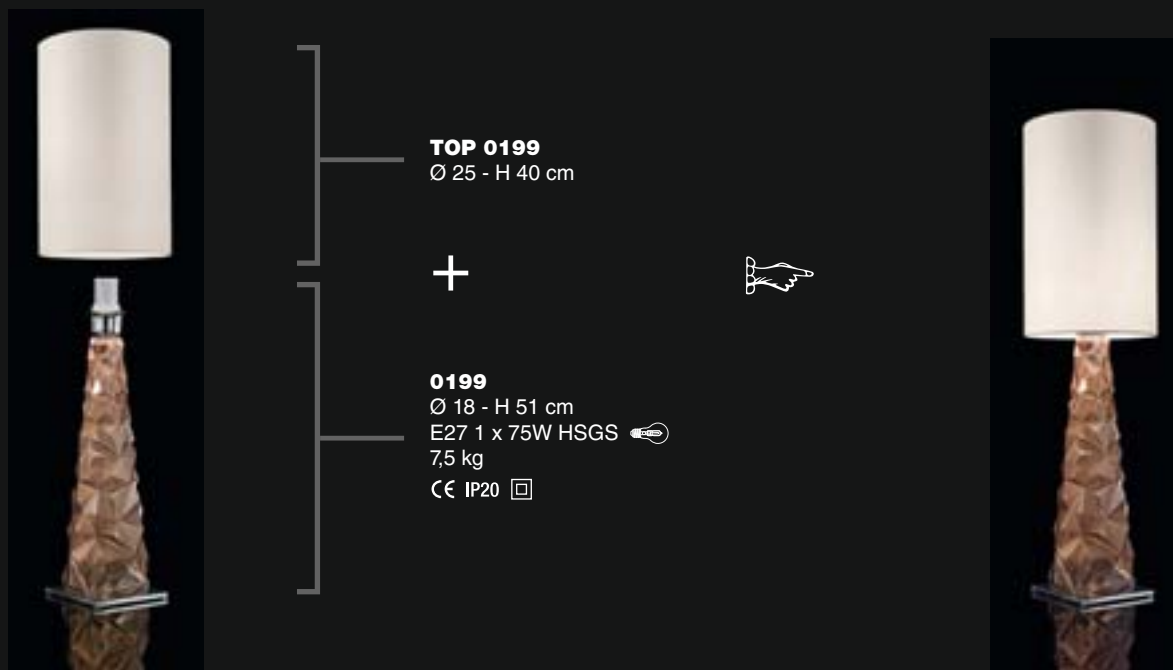 TOP 0199
Ø 25 - H 40 cm
+
0199
Ø 18 - H 51 cm
E27 1 x 75W HSGS
7,5 kg
CE IP20